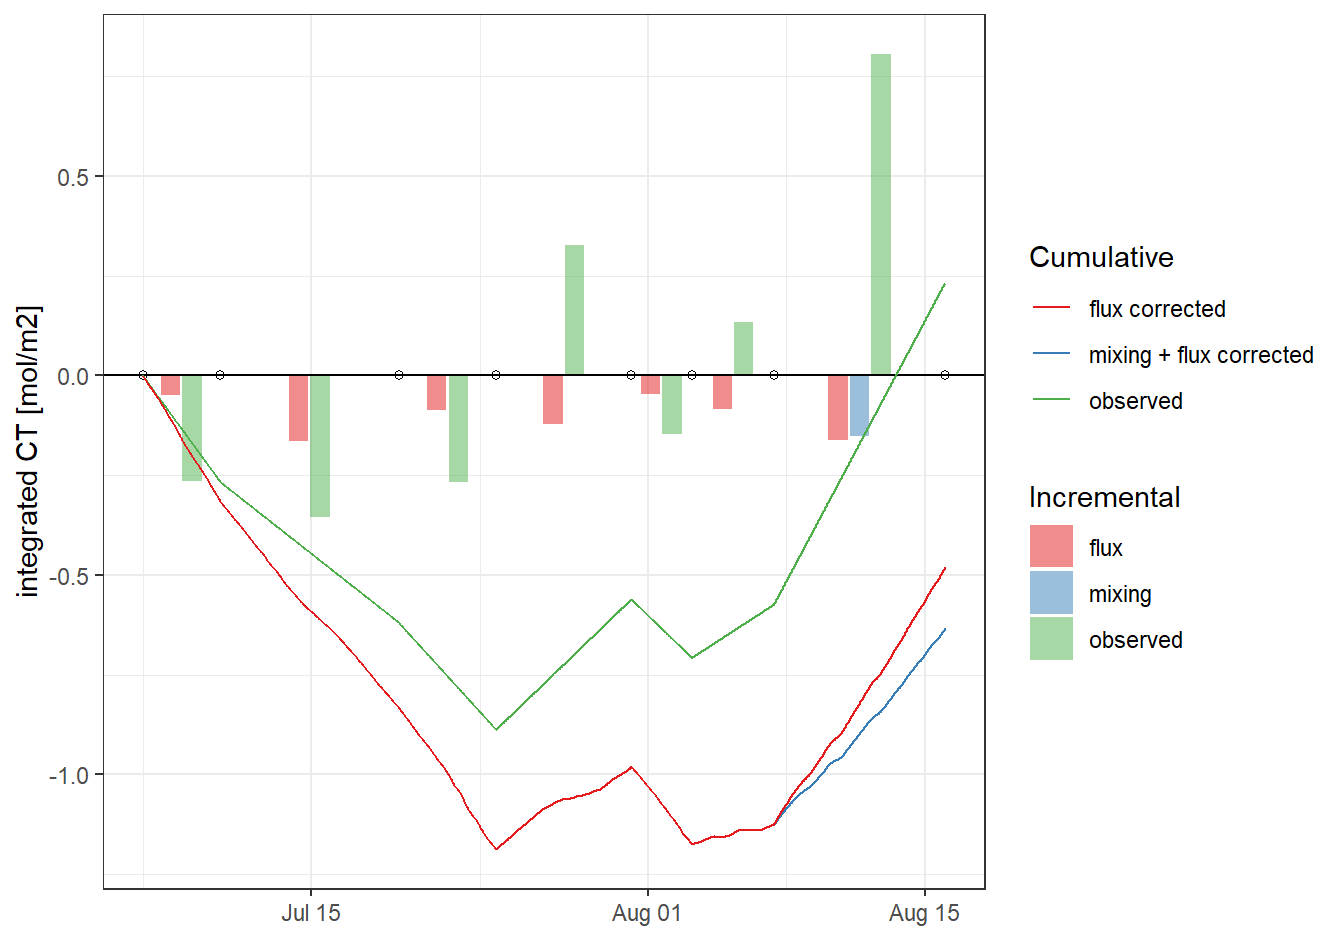 integrated CT [mol/m2]
0.5
0.0
-0.5
-1.0
Jul 15
Aug 01
Aug 15
Cumulative
flux corrected
mixing + flux corrected
observed
Incremental
flux
mixing
observed